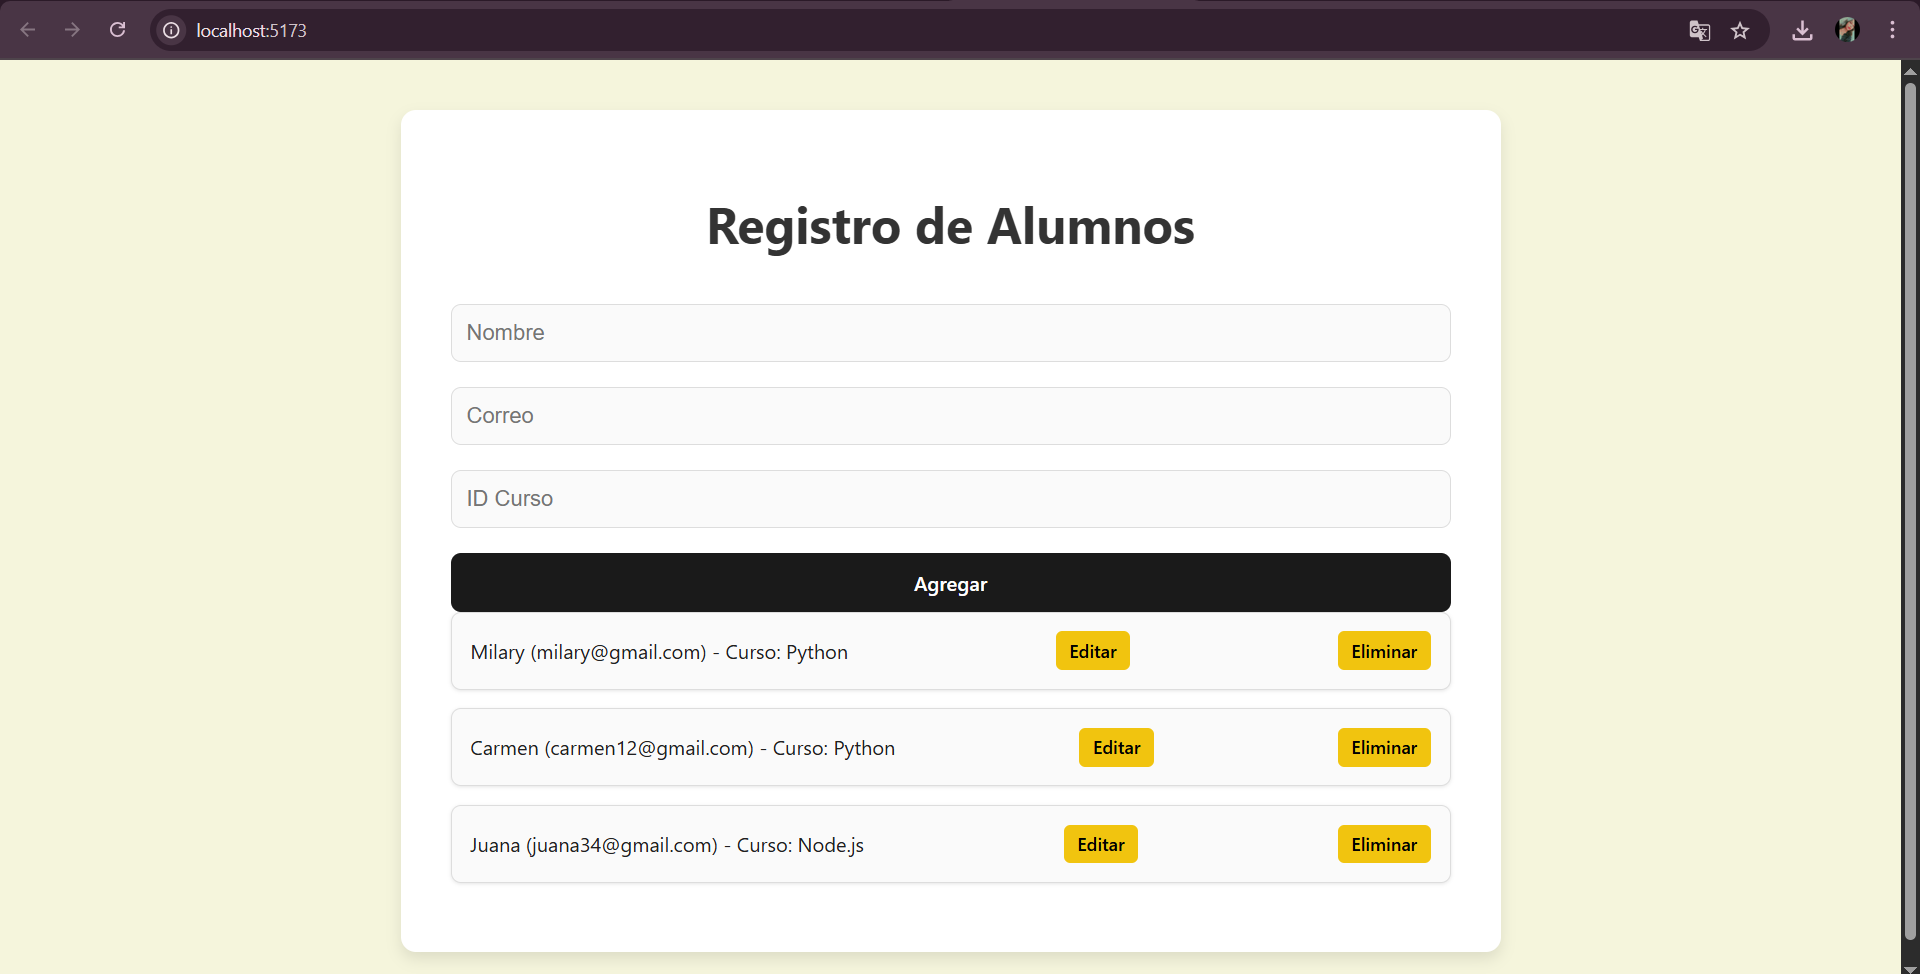 localhost:5173
Registro de Alumnos
Nombre
Correo
ID Curso
Agregar
Milary (milary@gmail.com) - Curso: Python Editar Eliminar
Carmen (carmen12@gmail.com) - Curso: Python Editar Eliminar
Juana (juana34@gmail.com) - Curso: Node.js Editar Eliminar